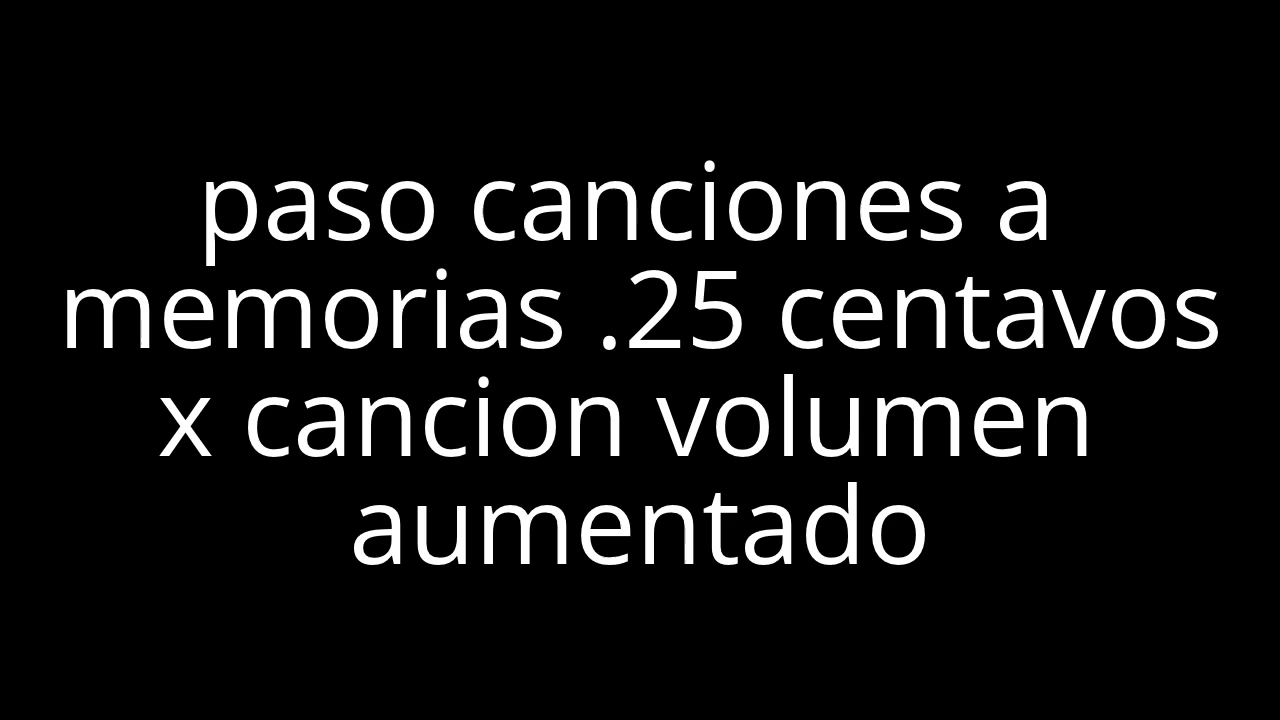 paso canciones a
memorias .25 centavos
x cancion volumen
aumentado